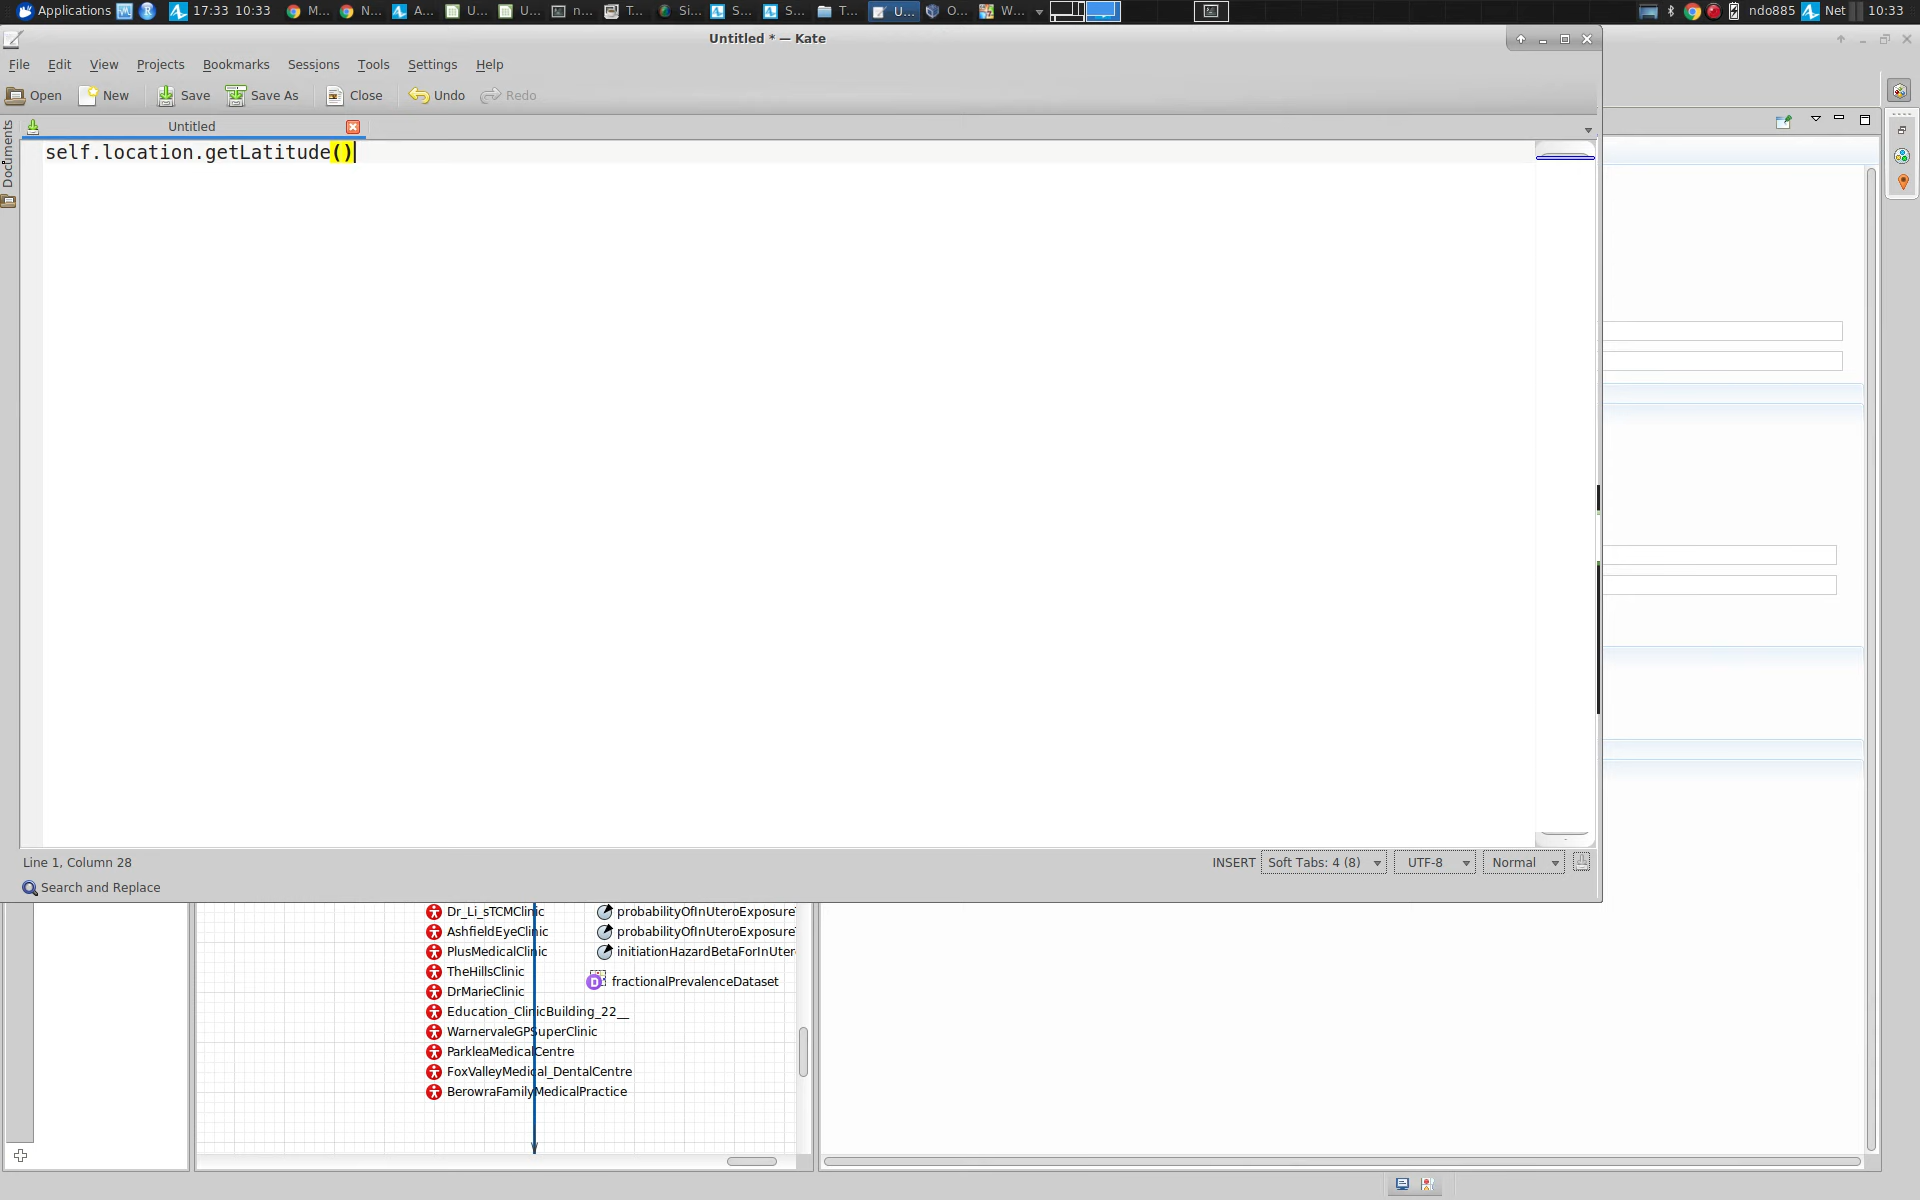 Applications 17:33 10:33 M... N... A... U... U... n... T... Si... S... S... T... U... O... W... ndo885 Net 10:33
Untitled * — Kate
File Edit View Projects Bookmarks Sessions Tools Settings Help
Open New Save Save As Close Undo Redo
Documents
Untitled
self.location.getLatitude()
Line 1, Column 28
INSERT Soft Tabs: 4 (8) UTF-8 Normal
Search and Replace
Dr_Li_sTCMClinic probabilityOfInUteroExposure
AshfieldEyeClinic probabilityOfInUteroExposure
PlusMedicalClinic initiationHazardBetaForInUter
TheHillsClinic fractionalPrevalenceDataset
DrMarieClinic
Education_ClinicBuilding_22__
WarnervaleGPSuperClinic
ParkleaMedicalCentre
FoxValleyMedical_DentalCentre
BerowraFamilyMedicalPractice